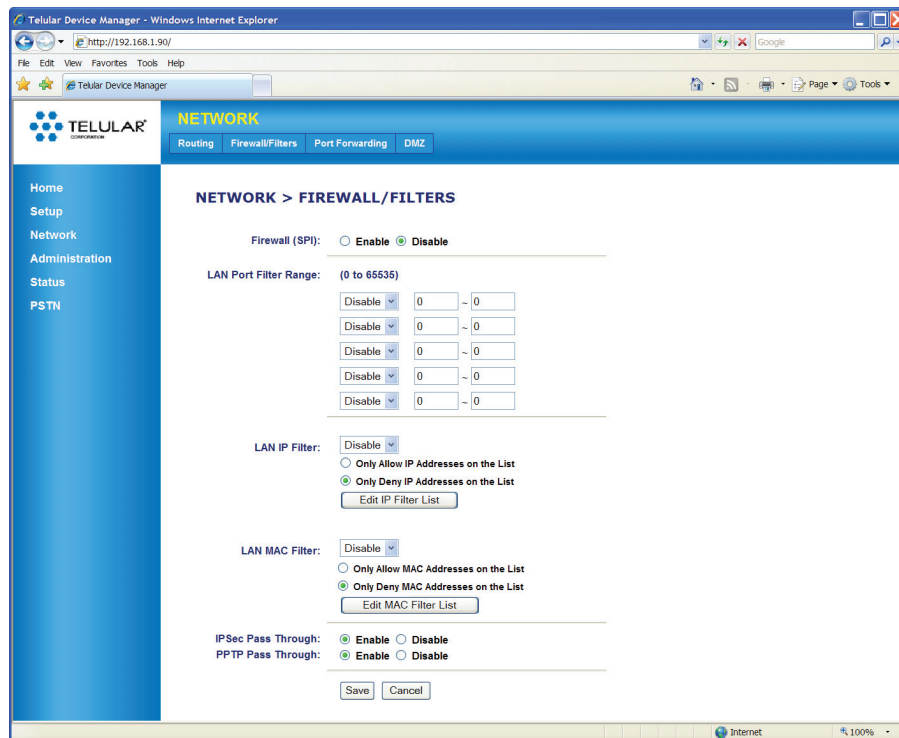 Telular Device Manager - Windows Internet Explorer
http://192.168.1.90/
Google
File Edit View Favorites Tools Help
Telular Device Manager
Page Tools
TELULAR
CORPORATION
NETWORK
Routing Firewall/Filters Port Forwarding DMZ
Home
Setup
Network
Administration
Status
PSTN
NETWORK > FIREWALL/FILTERS
Firewall (SPI): Enable Disable
LAN Port Filter Range: (0 to 65535)
Disable 0 ~ 0
Disable 0 ~ 0
Disable 0 ~ 0
Disable 0 ~ 0
Disable 0 ~ 0
LAN IP Filter: Disable
Only Allow IP Addresses on the List
Only Deny IP Addresses on the List
Edit IP Filter List
LAN MAC Filter: Disable
Only Allow MAC Addresses on the List
Only Deny MAC Addresses on the List
Edit MAC Filter List
IPSec Pass Through: Enable Disable
PPTP Pass Through: Enable Disable
Save Cancel
Internet 100%